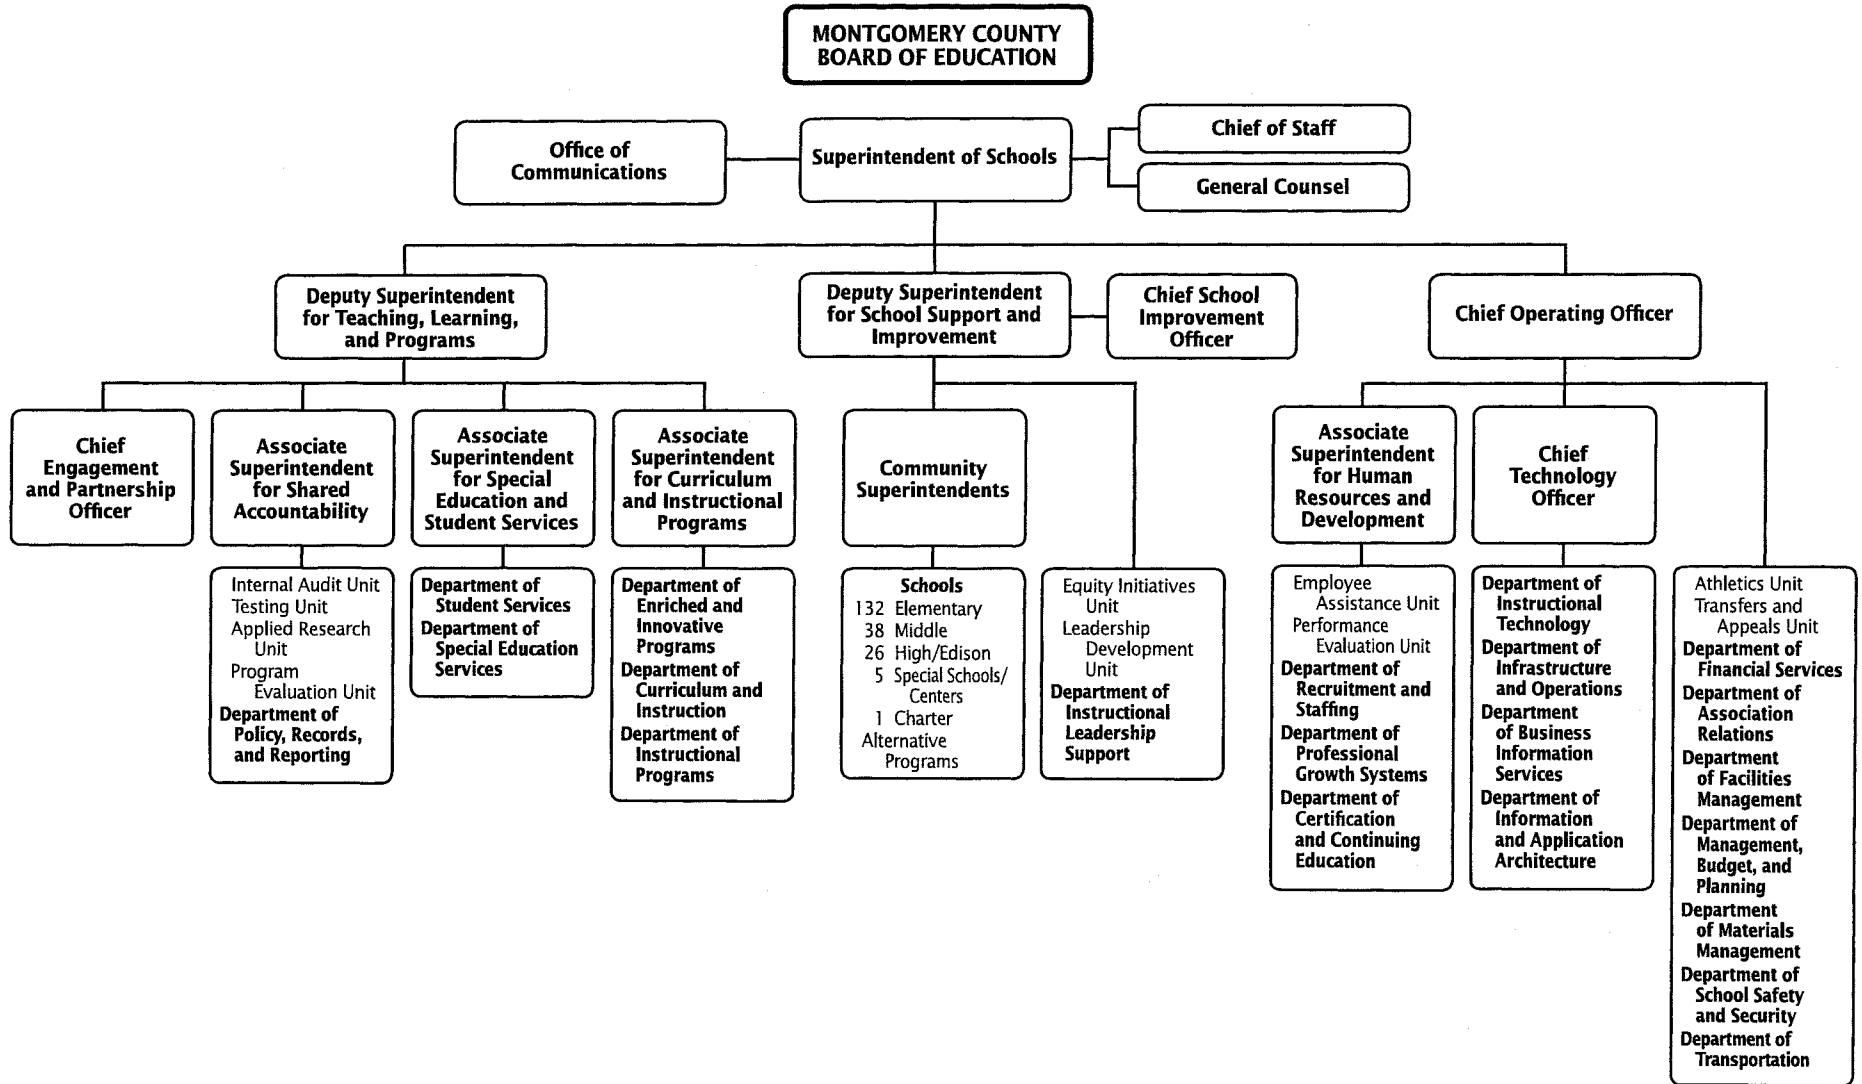 MONTGOMERY COUNTY
BOARD OF EDUCATION
Office of
Communications
Superintendent of Schools
Chief of Staff
General Counsel
Deputy Superintendent
for Teaching, Learning,
and Programs
Deputy Superintendent
for School Support and
Improvement
Chief School
Improvement
Officer
Chief Operating Officer
Chief
Engagement
and Partnership
Officer
Associate
Superintendent
for Shared
Accountability
Associate
Superintendent
for Special
Education and
Student Services
Associate
Superintendent
for Curriculum
and Instructional
Programs
Community
Superintendents
Associate
Superintendent
for Human
Resources and
Development
Chief
Technology
Officer
Internal Audit Unit
Testing Unit
Applied Research
Unit
Program
Evaluation Unit
Department of
Policy, Records,
and Reporting
Department of
Student Services
Department of
Special Education
Services
Department of
Enriched and
Innovative
Programs
Department of
Curriculum and
Instruction
Department of
Instructional
Programs
Schools
132 Elementary
38 Middle
26 High/Edison
5 Special Schools/
Centers
1 Charter
Alternative
Programs
Equity Initiatives
Unit
Leadership
Development
Unit
Department of
Instructional
Leadership
Support
Employee
Assistance Unit
Performance
Evaluation Unit
Department of
Recruitment and
Staffing
Department of
Professional
Growth Systems
Department of
Certification
and Continuing
Education
Department of
Instructional
Technology
Department of
Infrastructure
and Operations
Department
of Business
Information
Services
Department of
Information
and Application
Architecture
Athletics Unit
Transfers and
Appeals Unit
Department of
Financial Services
Department of
Association
Relations
Department
of Facilities
Management
Department of
Management,
Budget, and
Planning
Department
of Materials
Management
Department of
School Safety
and Security
Department of
Transportation